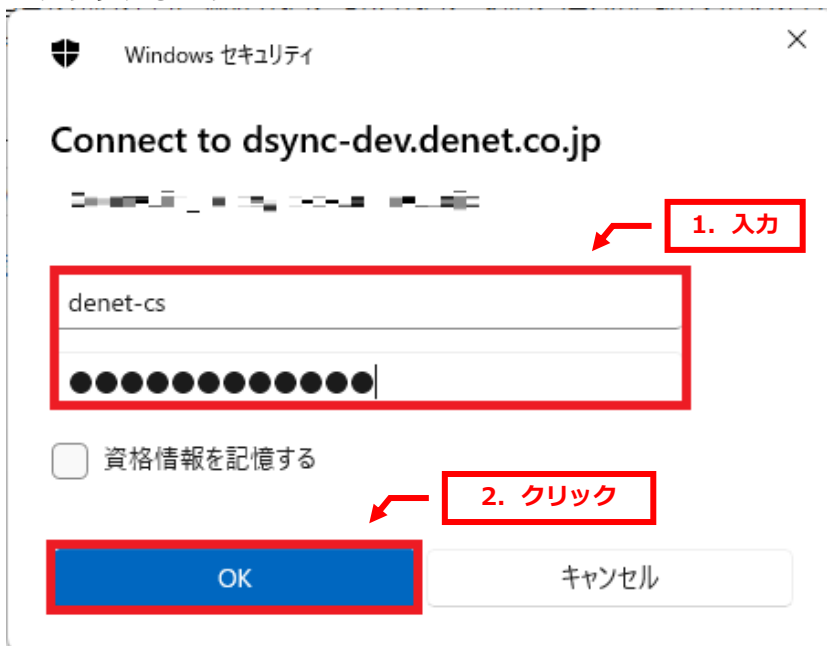 Windows セキュリティ
Connect to dsync-dev.denet.co.jp
1. 入力
denet-cs
●●●●●●●●●●●●
資格情報を記憶する
2. クリック
OK
キャンセル